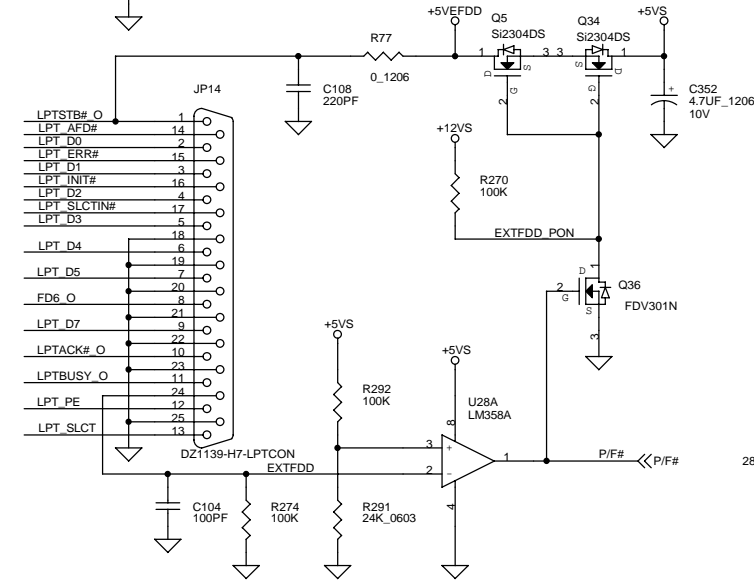 +5VEFDD
Q5
Si2304DS
Q34
Si2304DS
+5VS
R77
0_1206
1
3 3
1
D
S
G
2
S
D
G
2
C108
220PF
C352
4.7UF_1206
10V
+
JP14
LPTSTB#_O 1
LPT_AFD# 14
LPT_D0 2
LPT_ERR# 15
LPT_D1 3
LPT_INIT# 16
LPT_D2 4
LPT_SLCTIN# 17
LPT_D3 5
18
LPT_D4 6
19
LPT_D5 7
20
FD6_O 8
21
LPT_D7 9
22
LPTACK#_O 10
23
LPTBUSY_O 11
24
LPT_PE 12
25
LPT_SLCT 13
DZ1139-H7-LPTCON
+12VS
R270
100K
EXTFDD_PON
D
1
2
G
S
3
Q36
FDV301N
+5VS
R292
100K
+5VS
U28A
LM358A
8
3
+
2
-
1
4
P/F#
P/F#
28
EXTFDD
C104
100PF
R274
100K
R291
24K_0603